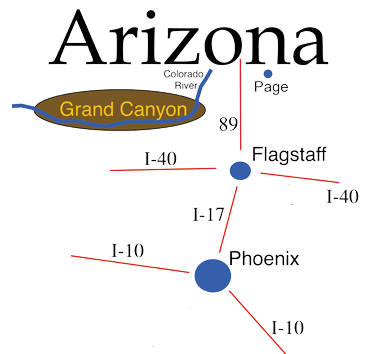 Arizona
Colorado
River
Page
Grand Canyon
89
Flagstaff
I-40
I-40
I-17
I-10
Phoenix
I-10